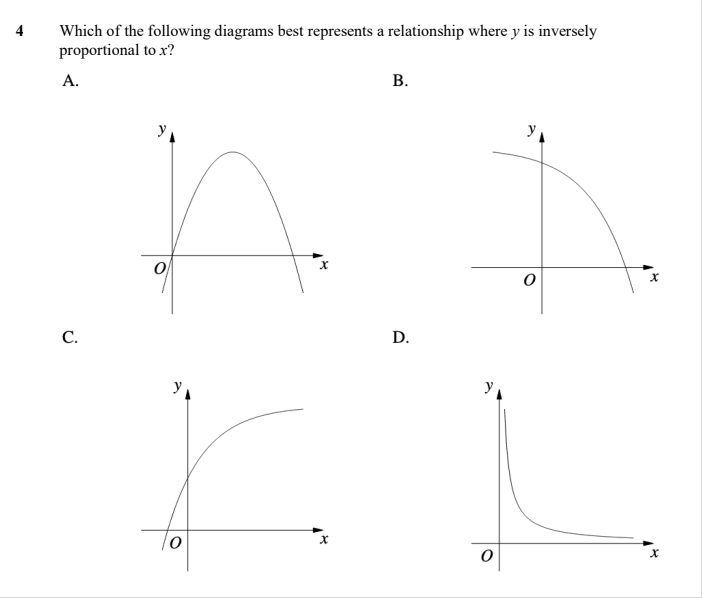 4 Which of the following diagrams best represents a relationship where y is inversely
proportional to x?
A. B.
y y
O x O x
C. D.
y y
O x O x